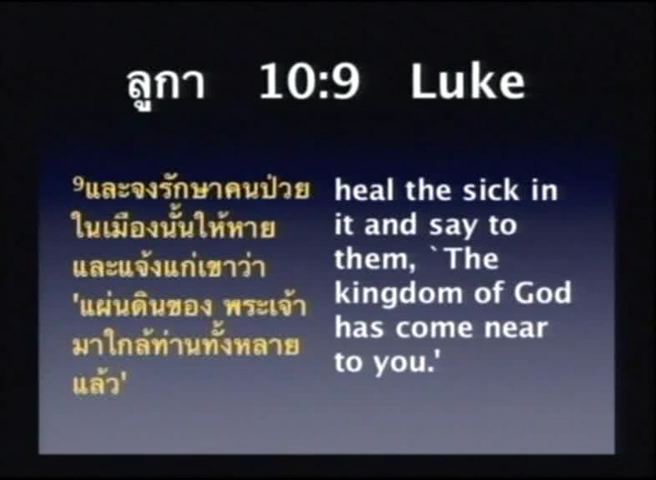 ลูกา 10:9 Luke
⁹และจงรักษาคนป่วย
ในเมืองนั้นให้หาย
และแจ้งแก่เขาว่า
'แผ่นดินของ พระเจ้า
มาใกล้ท่านทั้งหลาย
แล้ว'
heal the sick in
it and say to
them, `The
kingdom of God
has come near
to you.'